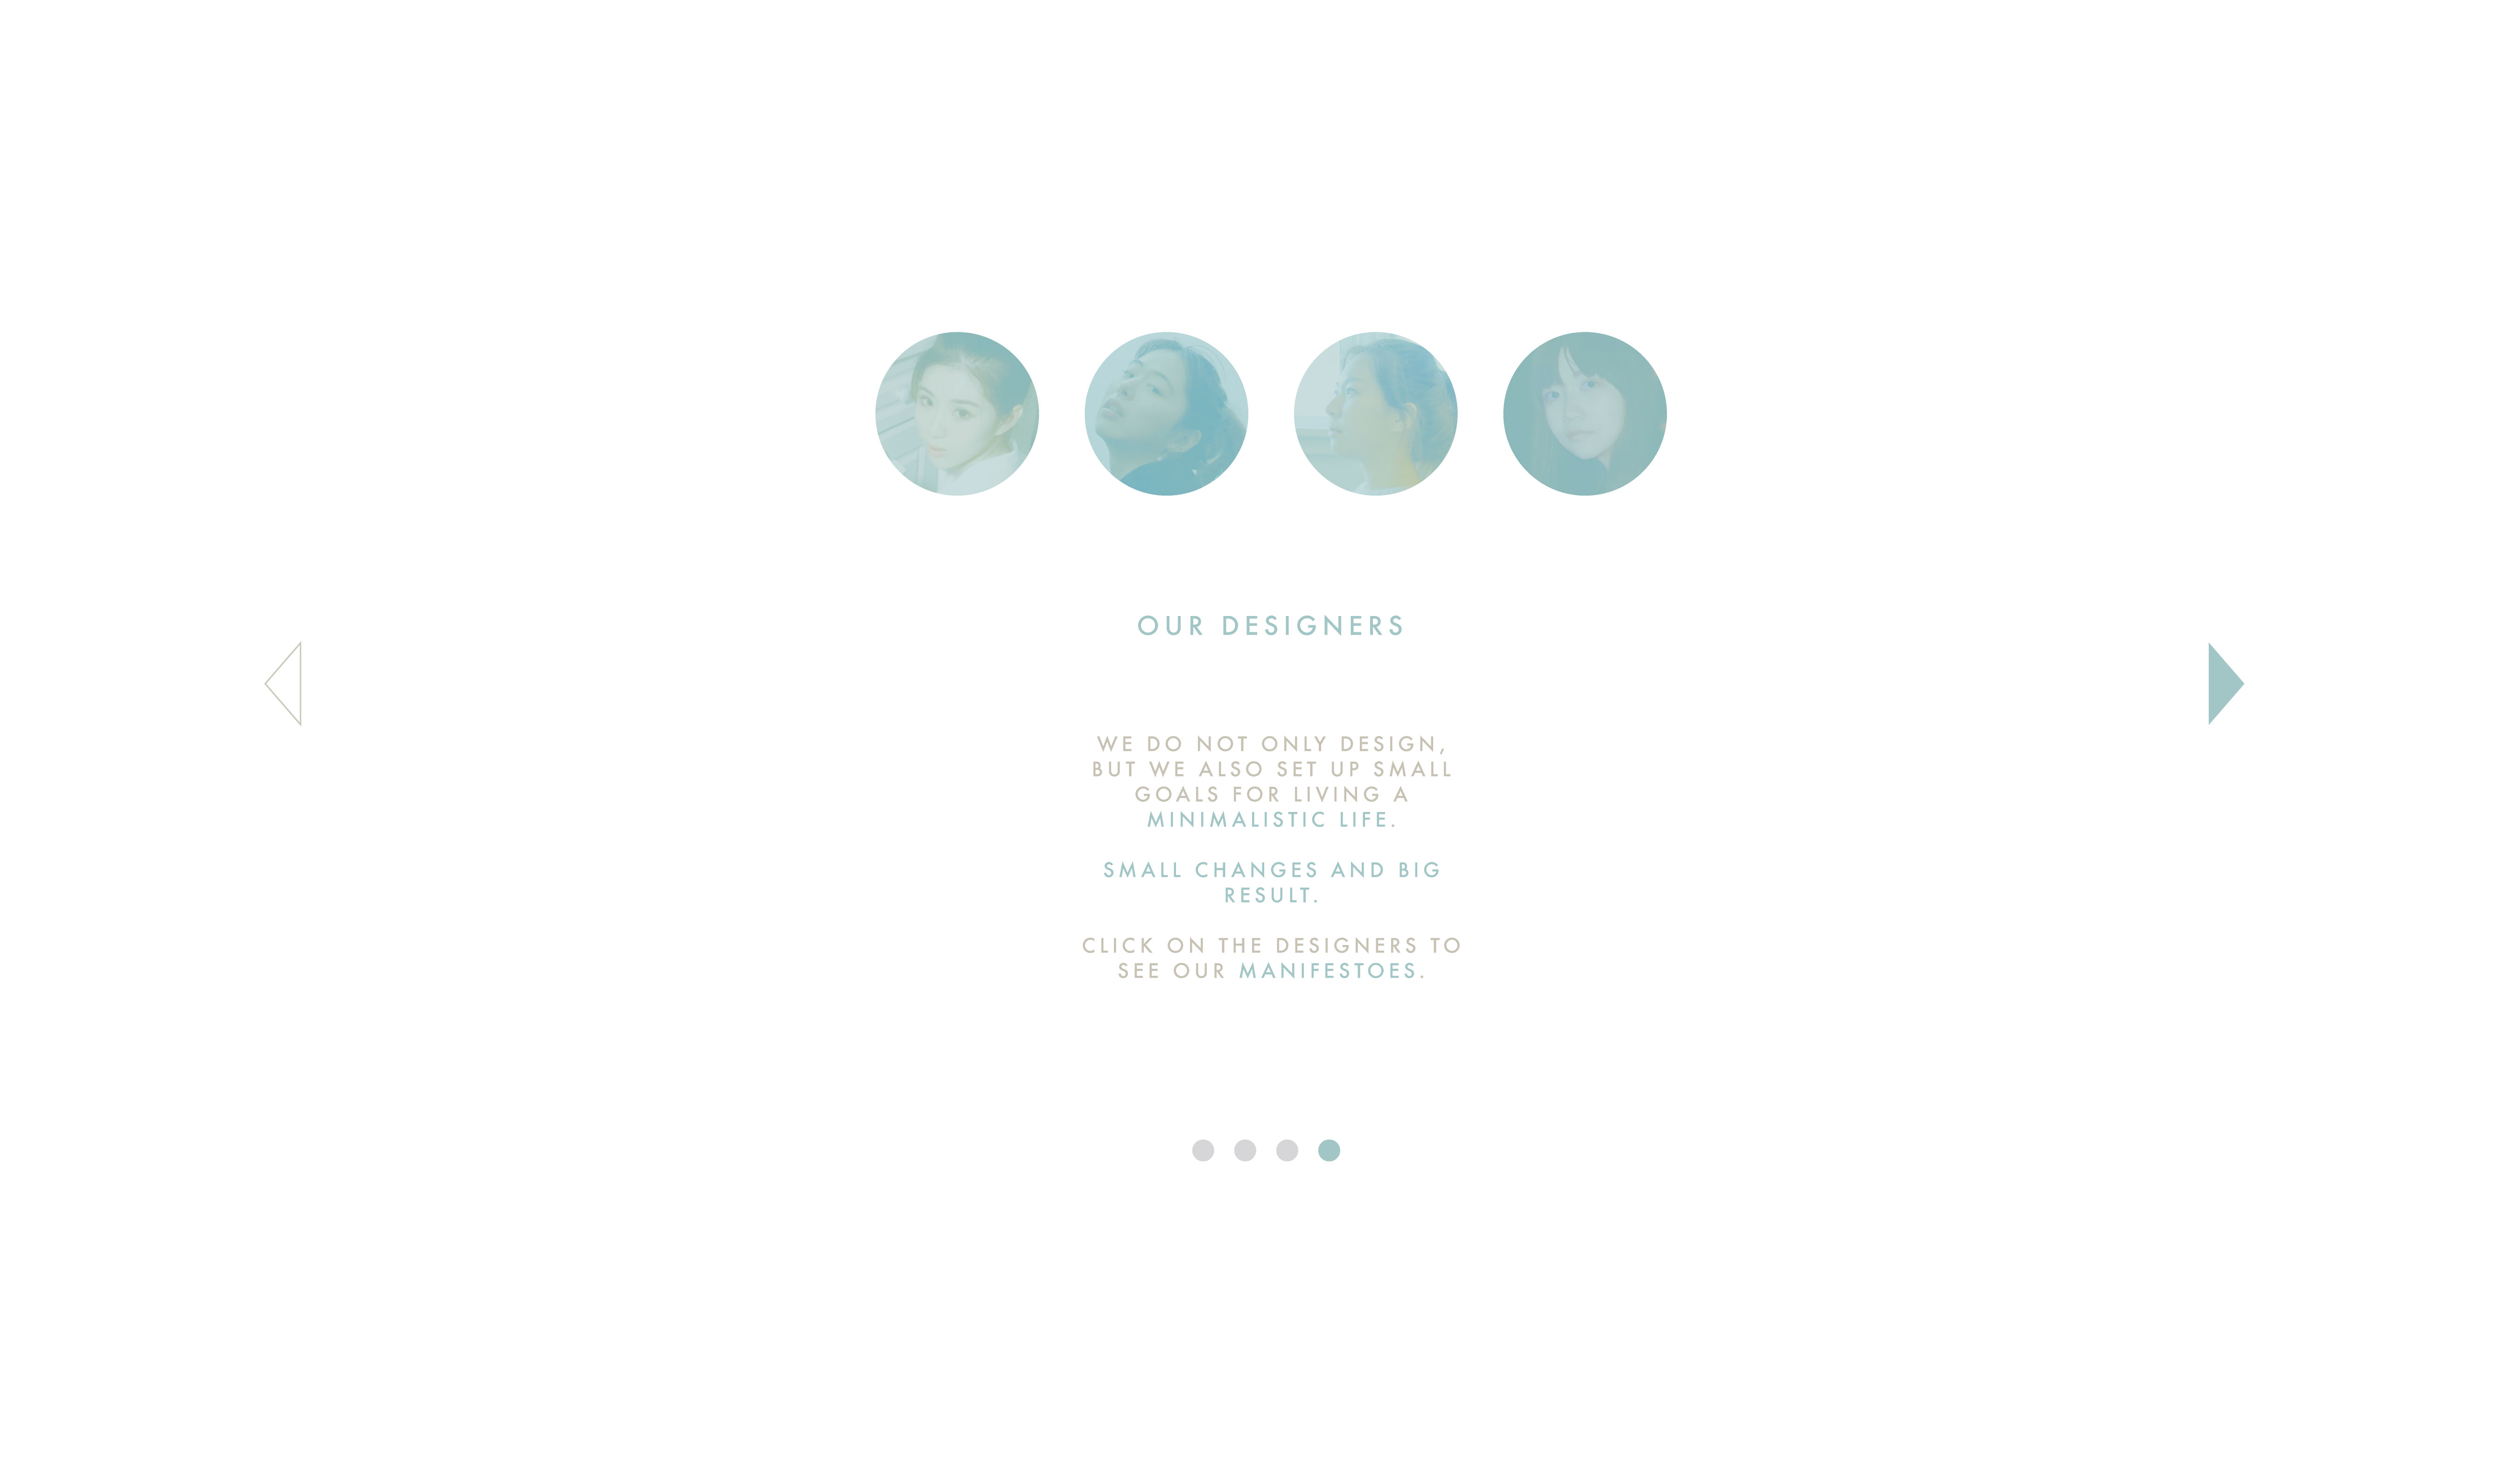 OUR DESIGNERS
WE DO NOT ONLY DESIGN,
BUT WE ALSO SET UP SMALL
GOALS FOR LIVING A
MINIMALISTIC LIFE.
SMALL CHANGES AND BIG
RESULT.
CLICK ON THE DESIGNERS TO
SEE OUR MANIFESTOES.